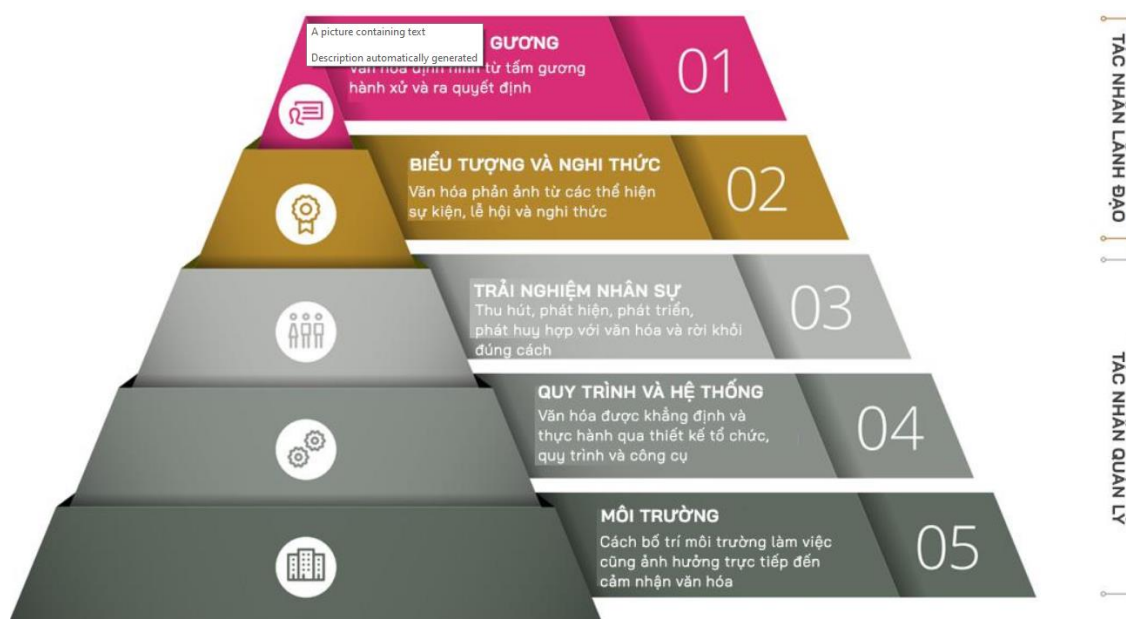 A picture containing text
Description automatically generated
GƯƠNG
từ tấm gương
hành xử và ra quyết định
01
BIỂU TƯỢNG VÀ NGHI THỨC
Văn hóa phản ánh từ các thể hiện
sự kiện, lễ hội và nghi thức
02
TRẢI NGHIỆM NHÂN SỰ
Thu hút, phát hiện, phát triển,
phát huy hợp với văn hóa và rời khỏi
đúng cách
03
QUY TRÌNH VÀ HỆ THỐNG
Văn hóa được khẳng định và
thực hành qua thiết kế tổ chức,
quy trình và công cụ
04
MÔI TRƯỜNG
Cách bố trí môi trường làm việc
cũng ảnh hưởng trực tiếp đến
cảm nhận văn hóa
05
TÁC NHÂN LÃNH ĐẠO
TÁC NHÂN QUẢN LÝ